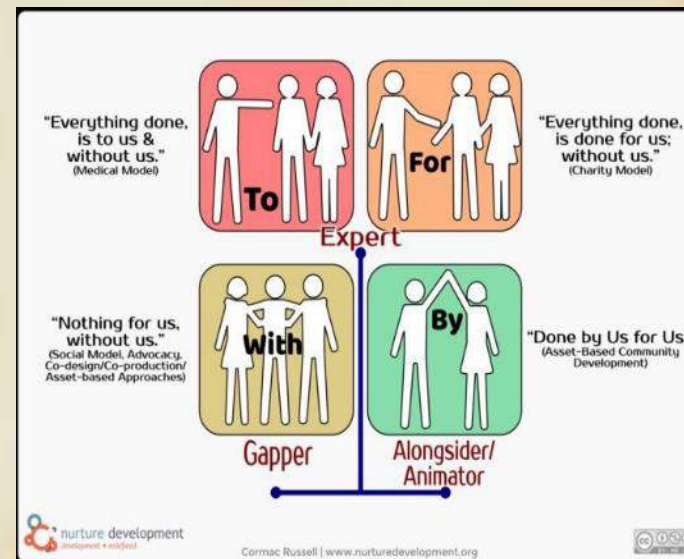 "Everything done,
is to us &
without us."
(Medical Model)
To
For
"Everything done,
is done for us;
without us."
(Charity Model)
Expert
"Nothing for us,
without us."
(Social Model, Advocacy,
Co-design/Co-production/
Asset-based Approaches)
With
By
"Done by Us for Us
(Asset-Based Community
Development)
Gapper
Alongsider/
Animator
nurture development
Cormac Russell | www.nurturedevelopment.org